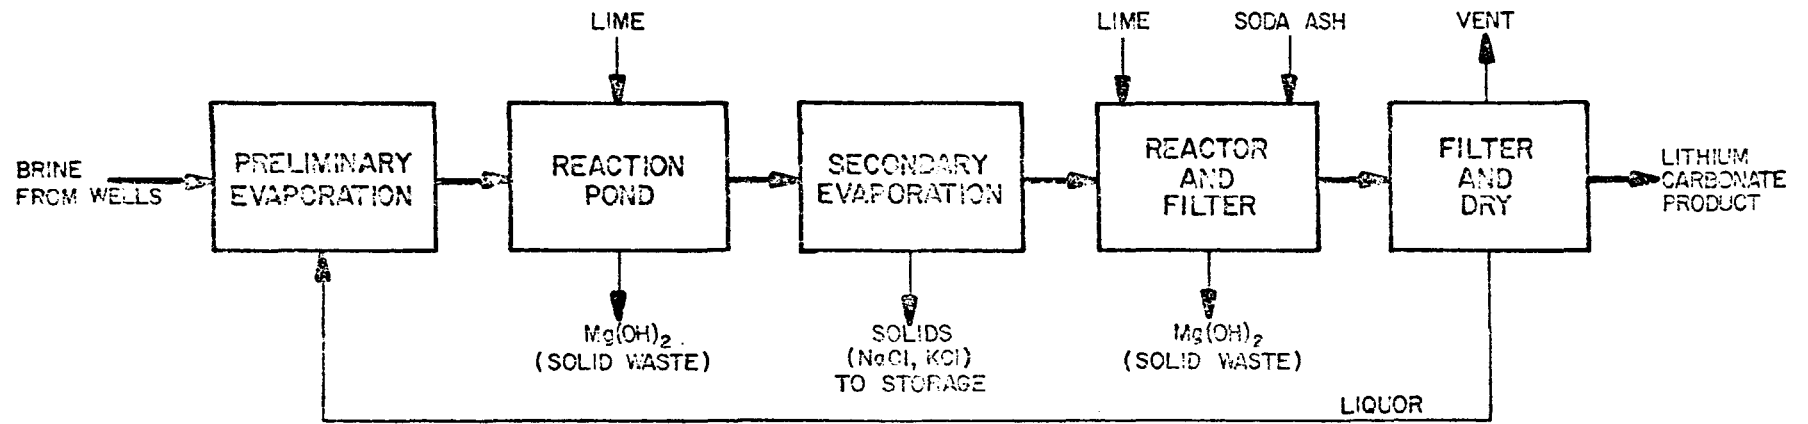 LIME
LIME
SODA ASH
VENT
BRINE
FROM WELLS
PRELIMINARY
EVAPORATION
REACTION
POND
SECONDARY
EVAPORATION
REACTOR
AND
FILTER
FILTER
AND
DRY
LITHIUM
CARBONATE
PRODUCT
Mg(OH)2
(SOLID WASTE)
SOLIDS
(NaCl, KCl)
TO STORAGE
Mg(OH)2
(SOLID WASTE)
LIQUOR